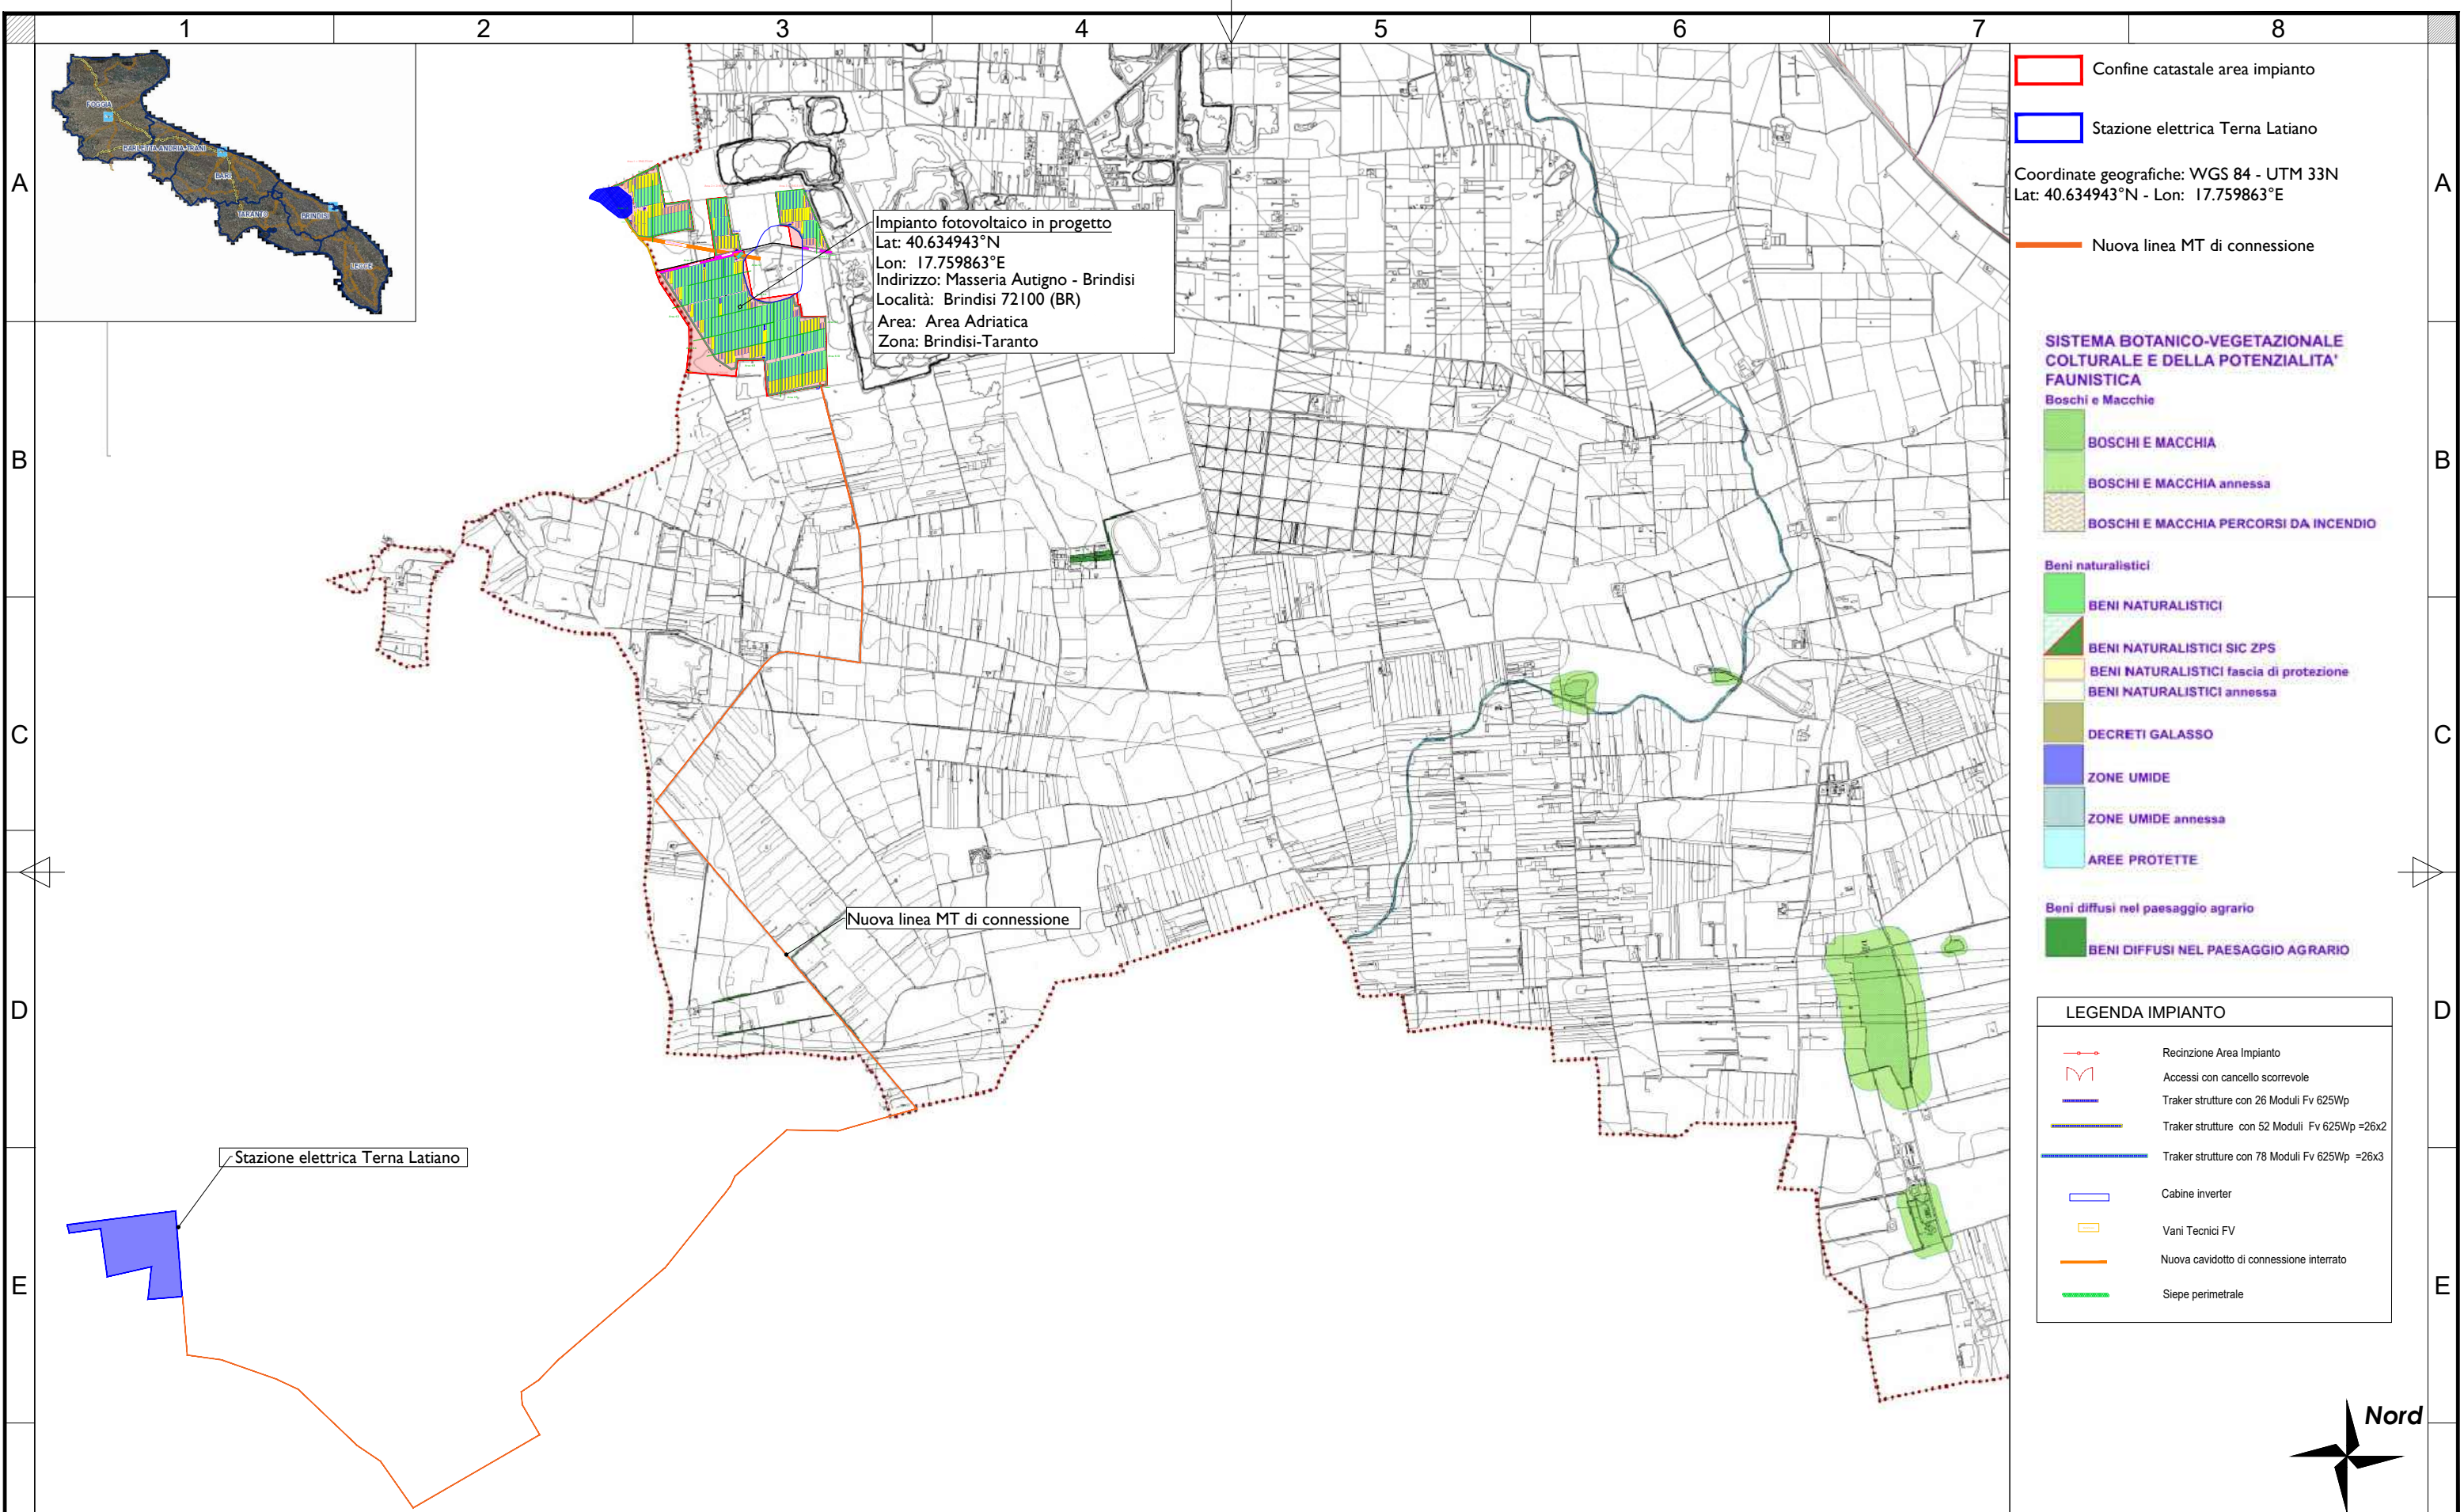 1 2 3 4 5 6 7 8
A
B
C
D
E
A
B
C
D
E
FOGGIA
BARI
TARANTO
BRINDISI
LECCE
Impianto fotovoltaico in progetto
Lat: 40.634943°N
Lon: 17.759863°E
Indirizzo: Masseria Autigno - Brindisi
Località: Brindisi 72100 (BR)
Area: Area Adriatica
Zona: Brindisi-Taranto
Nuova linea MT di connessione
Stazione elettrica Terna Latiano
Confine catastale area impianto
Stazione elettrica Terna Latiano
Coordinate geografiche: WGS 84 - UTM 33N
Lat: 40.634943°N - Lon: 17.759863°E
Nuova linea MT di connessione
SISTEMA BOTANICO-VEGETAZIONALE
COLTURALE E DELLA POTENZIALITA'
FAUNISTICA
Boschi e Macchie
BOSCHI E MACCHIA
BOSCHI E MACCHIA annessa
BOSCHI E MACCHIA PERCORSI DA INCENDIO
Beni naturalistici
BENI NATURALISTICI
BENI NATURALISTICI SIC ZPS
BENI NATURALISTICI fascia di protezione
BENI NATURALISTICI annessa
DECRETI GALASSO
ZONE UMIDE
ZONE UMIDE annessa
AREE PROTETTE
Beni diffusi nel paesaggio agrario
BENI DIFFUSI NEL PAESAGGIO AGRARIO
LEGENDA IMPIANTO
Recinzione Area Impianto
Accessi con cancello scorrevole
Traker strutture con 26 Moduli Fv 625Wp
Traker strutture con 52 Moduli Fv 625Wp =26x2
Traker strutture con 78 Moduli Fv 625Wp =26x3
Cabine inverter
Vani Tecnici FV
Nuova cavidotto di connessione interrato
Siepe perimetrale
Nord